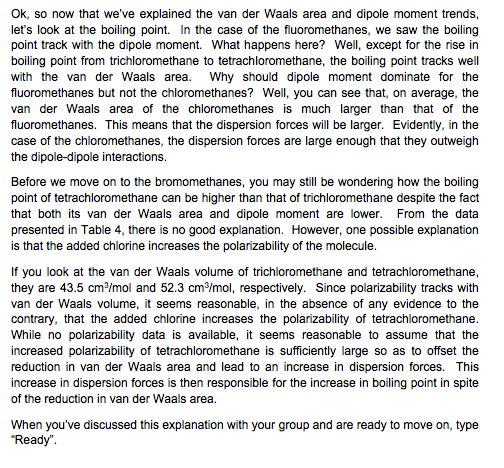 Ok, so now that we've explained the van der Waals area and dipole moment trends,
let's look at the boiling point. In the case of the fluoromethanes, we saw the boiling
point track with the dipole moment. What happens here? Well, except for the rise in
boiling point from trichloromethane to tetrachloromethane, the boiling point tracks well
with the van der Waals area. Why should dipole moment dominate for the
fluoromethanes but not the chloromethanes? Well, you can see that, on average, the
van der Waals area of the chloromethanes is much larger than that of the
fluoromethanes. This means that the dispersion forces will be larger. Evidently, in the
case of the chloromethanes, the dispersion forces are large enough that they outweigh
the dipole-dipole interactions.
Before we move on to the bromomethanes, you may still be wondering how the boiling
point of tetrachloromethane can be higher than that of trichloromethane despite the fact
that both its van der Waals area and dipole moment are lower. From the data
presented in Table 4, there is no good explanation. However, one possible explanation
is that the added chlorine increases the polarizability of the molecule.
If you look at the van der Waals volume of trichloromethane and tetrachloromethane,
they are 43.5 cm³/mol and 52.3 cm³/mol, respectively. Since polarizability tracks with
van der Waals volume, it seems reasonable, in the absence of any evidence to the
contrary, that the added chlorine increases the polarizability of tetrachloromethane.
While no polarizability data is available, it seems reasonable to assume that the
increased polarizability of tetrachloromethane is sufficiently large so as to offset the
reduction in van der Waals area and lead to an increase in dispersion forces. This
increase in dispersion forces is then responsible for the increase in boiling point in spite
of the reduction in van der Waals area.
When you've discussed this explanation with your group and are ready to move on, type
"Ready".